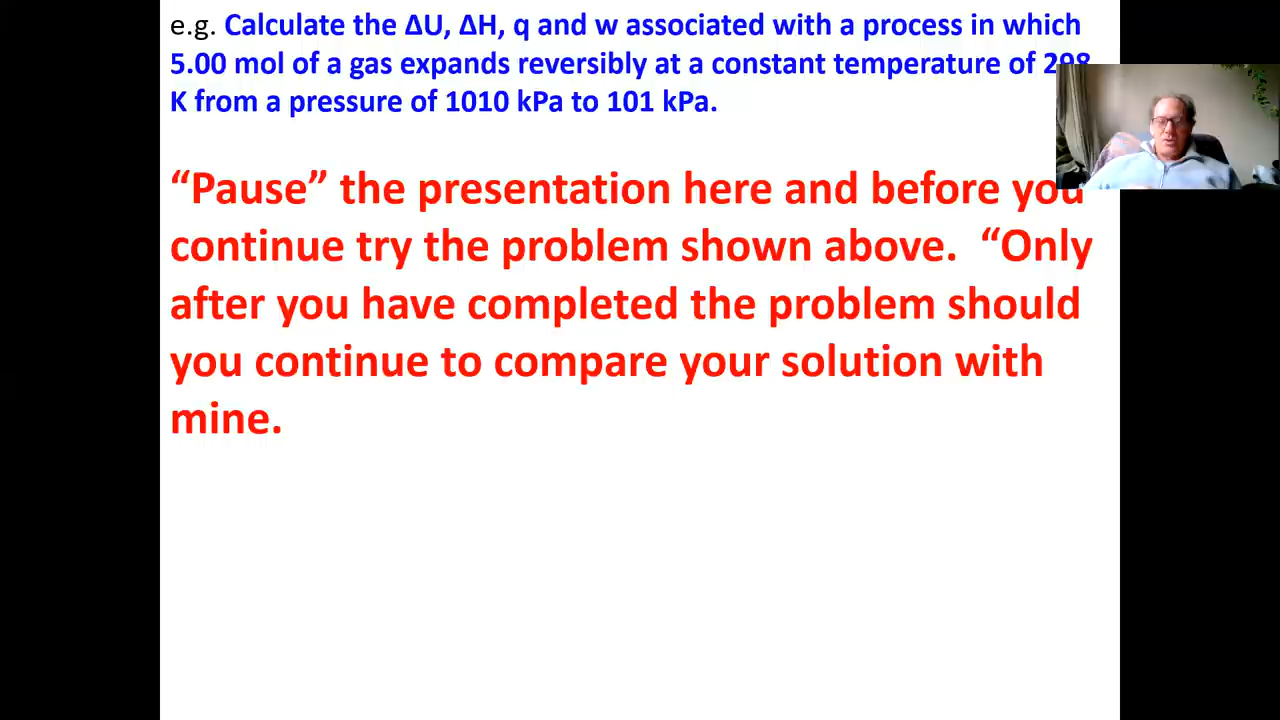 e.g. Calculate the ΔU, ΔH, q and w associated with a process in which
5.00 mol of a gas expands reversibly at a constant temperature of 298
K from a pressure of 1010 kPa to 101 kPa.
“Pause” the presentation here and before you
continue try the problem shown above. “Only
after you have completed the problem should
you continue to compare your solution with
mine.